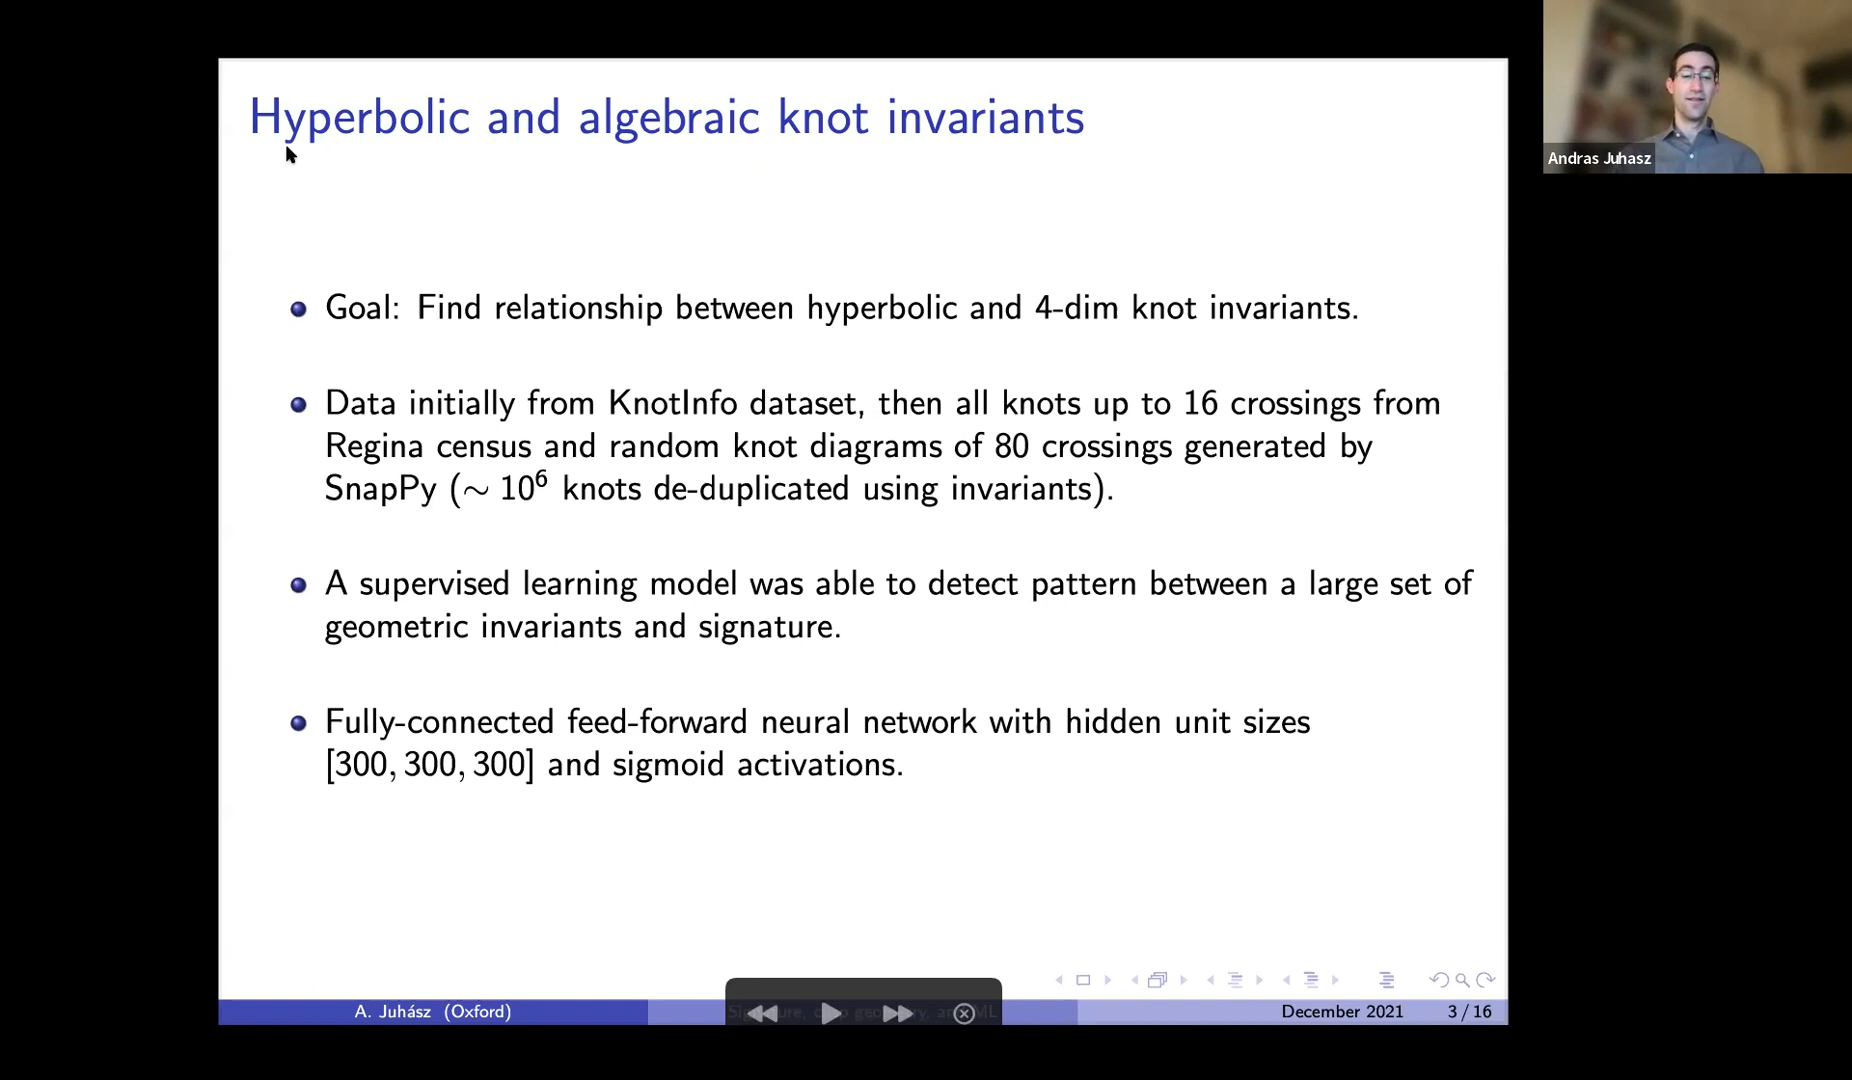 Hyperbolic and algebraic knot invariants
Andras Juhasz
Goal: Find relationship between hyperbolic and 4-dim knot invariants.
Data initially from KnotInfo dataset, then all knots up to 16 crossings from
Regina census and random knot diagrams of 80 crossings generated by
SnapPy (∼ 10⁶ knots de-duplicated using invariants).
A supervised learning model was able to detect pattern between a large set of
geometric invariants and signature.
Fully-connected feed-forward neural network with hidden unit sizes
[300, 300, 300] and sigmoid activations.
A. Juhász (Oxford)
December 2021
3 / 16